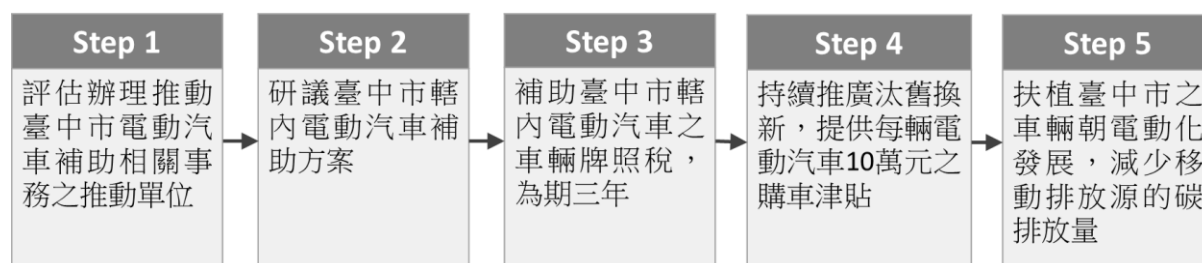 Step 1
評估辦理推動
臺中市電動汽
車補助相關事
務之推動單位
Step 2
研議臺中市轄
內電動汽車補
助方案
Step 3
補助臺中市轄
內電動汽車之
車輛牌照稅，
為期三年
Step 4
持續推廣汰舊換
新，提供每輛電
動汽車10萬元之
購車津貼
Step 5
扶植臺中市之
車輛朝電動化
發展，減少移
動排放源的碳
排放量